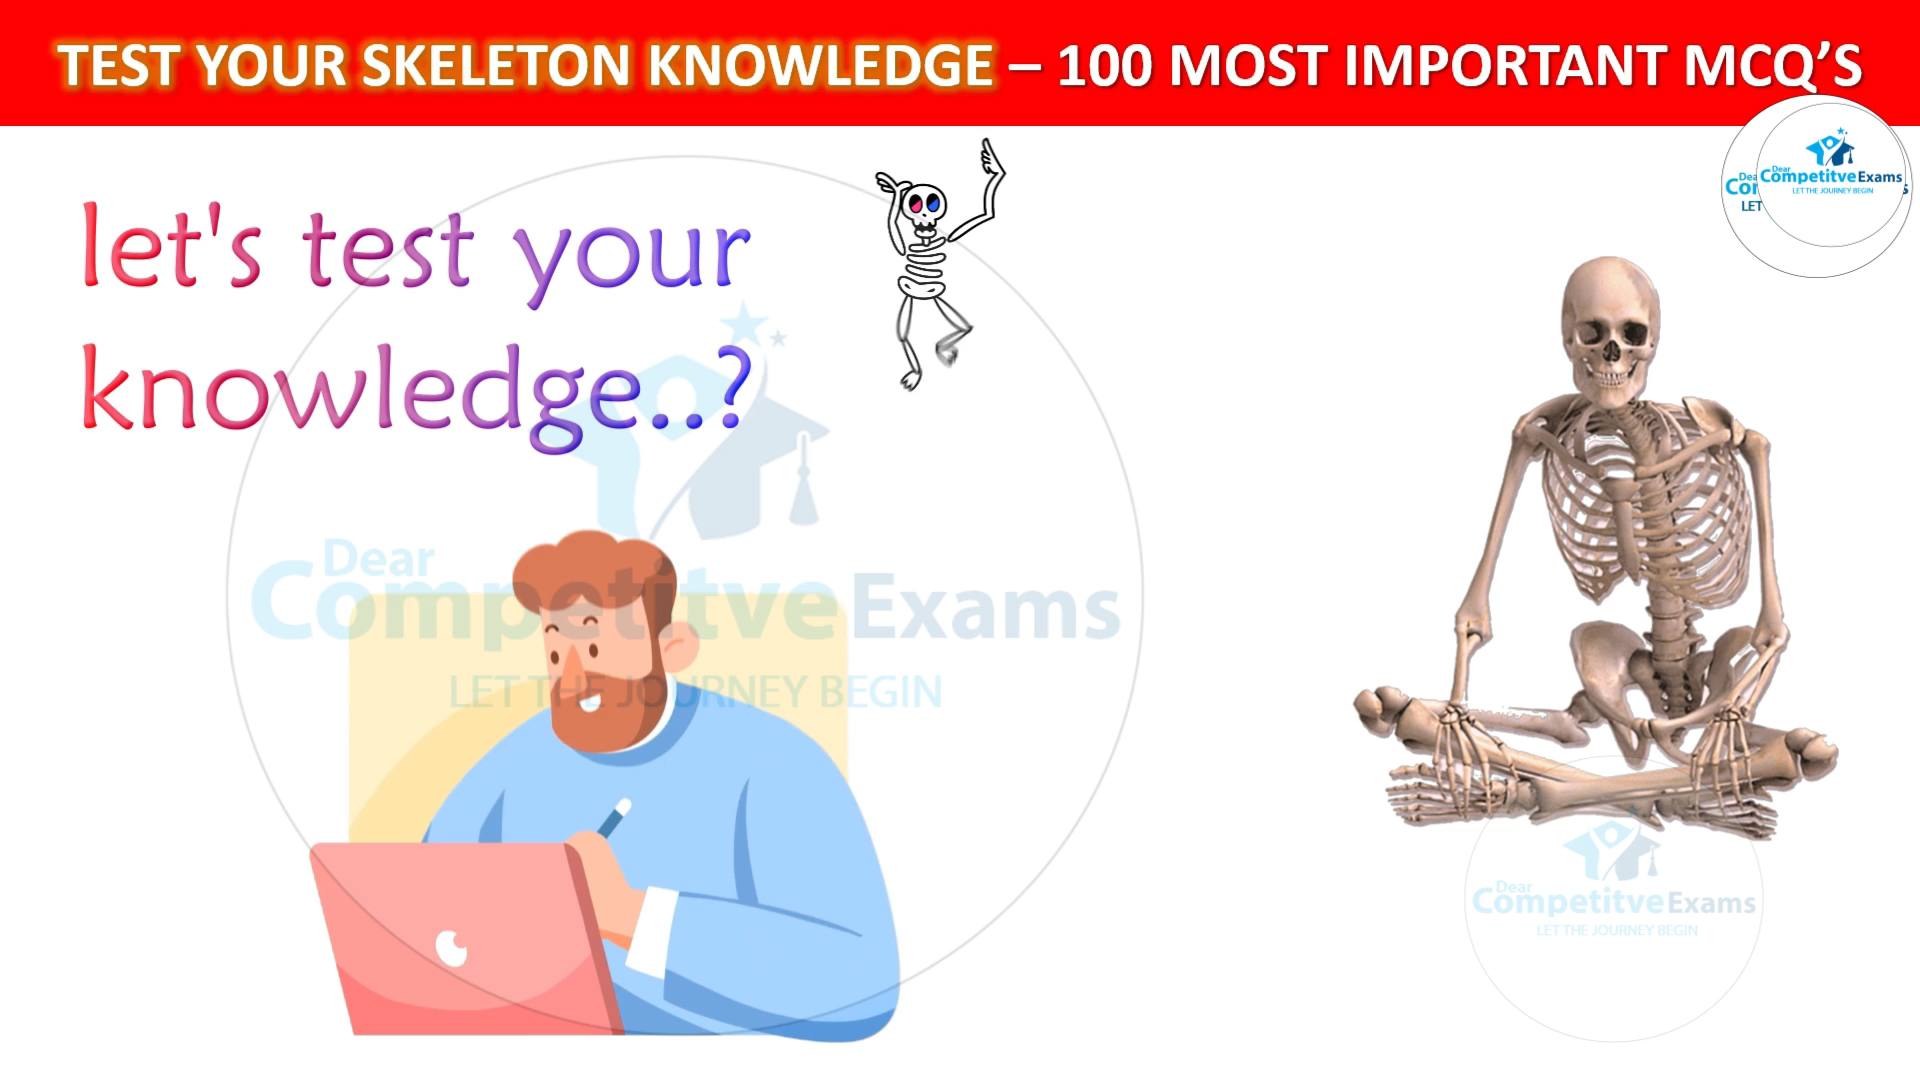 TEST YOUR SKELETON KNOWLEDGE – 100 MOST IMPORTANT MCQ’S
Dear
CompetitveExams
LET THE JOURNEY BEGIN
let's test your
knowledge..?
Dear
CompetitveExams
LET THE JOURNEY BEGIN
Dear
CompetitveExams
LET THE JOURNEY BEGIN